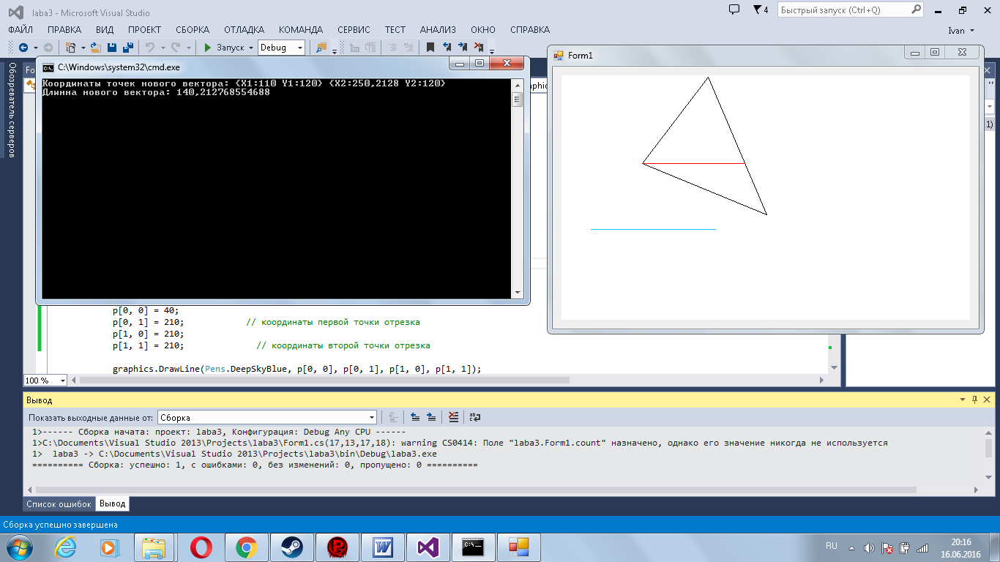 laba3 - Microsoft Visual Studio
4
Быстрый запуск (Ctrl+Q)
ФАЙЛ ПРАВКА ВИД ПРОЕКТ СБОРКА ОТЛАДКА КОМАНДА СЕРВИС ТЕСТ АНАЛИЗ ОКНО СПРАВКА
Ivan
Запуск Debug
Обозреватель серверов
Fo
C:\Windows\system32\cmd.exe
Координаты точек нового вектора: {X1:110 Y1:120} {X2:250,2128 Y2:120}
Длинна нового вектора: 140,212768554688
Form1
1)
p[0, 0] = 40;
p[0, 1] = 210; // координаты первой точки отрезка
p[1, 0] = 210;
p[1, 1] = 210; // координаты второй точки отрезка
graphics.DrawLine(Pens.DeepSkyBlue, p[0, 0], p[0, 1], p[1, 0], p[1, 1]);
100 %
Вывод
Показать выходные данные от: Сборка
1>------ Сборка начата: проект: laba3, Конфигурация: Debug Any CPU ------
1>C:\Documents\Visual Studio 2013\Projects\laba3\Form1.cs(17,13,17,18): warning CS0414: Поле "laba3.Form1.count" назначено, однако его значение никогда не используется
1>  laba3 -> C:\Documents\Visual Studio 2013\Projects\laba3\bin\Debug\laba3.exe
========== Сборка: успешно: 1, с ошибками: 0, без изменений: 0, пропущено: 0 ==========
Список ошибок Вывод
Сборка успешно завершена
RU
20:16
16.06.2016